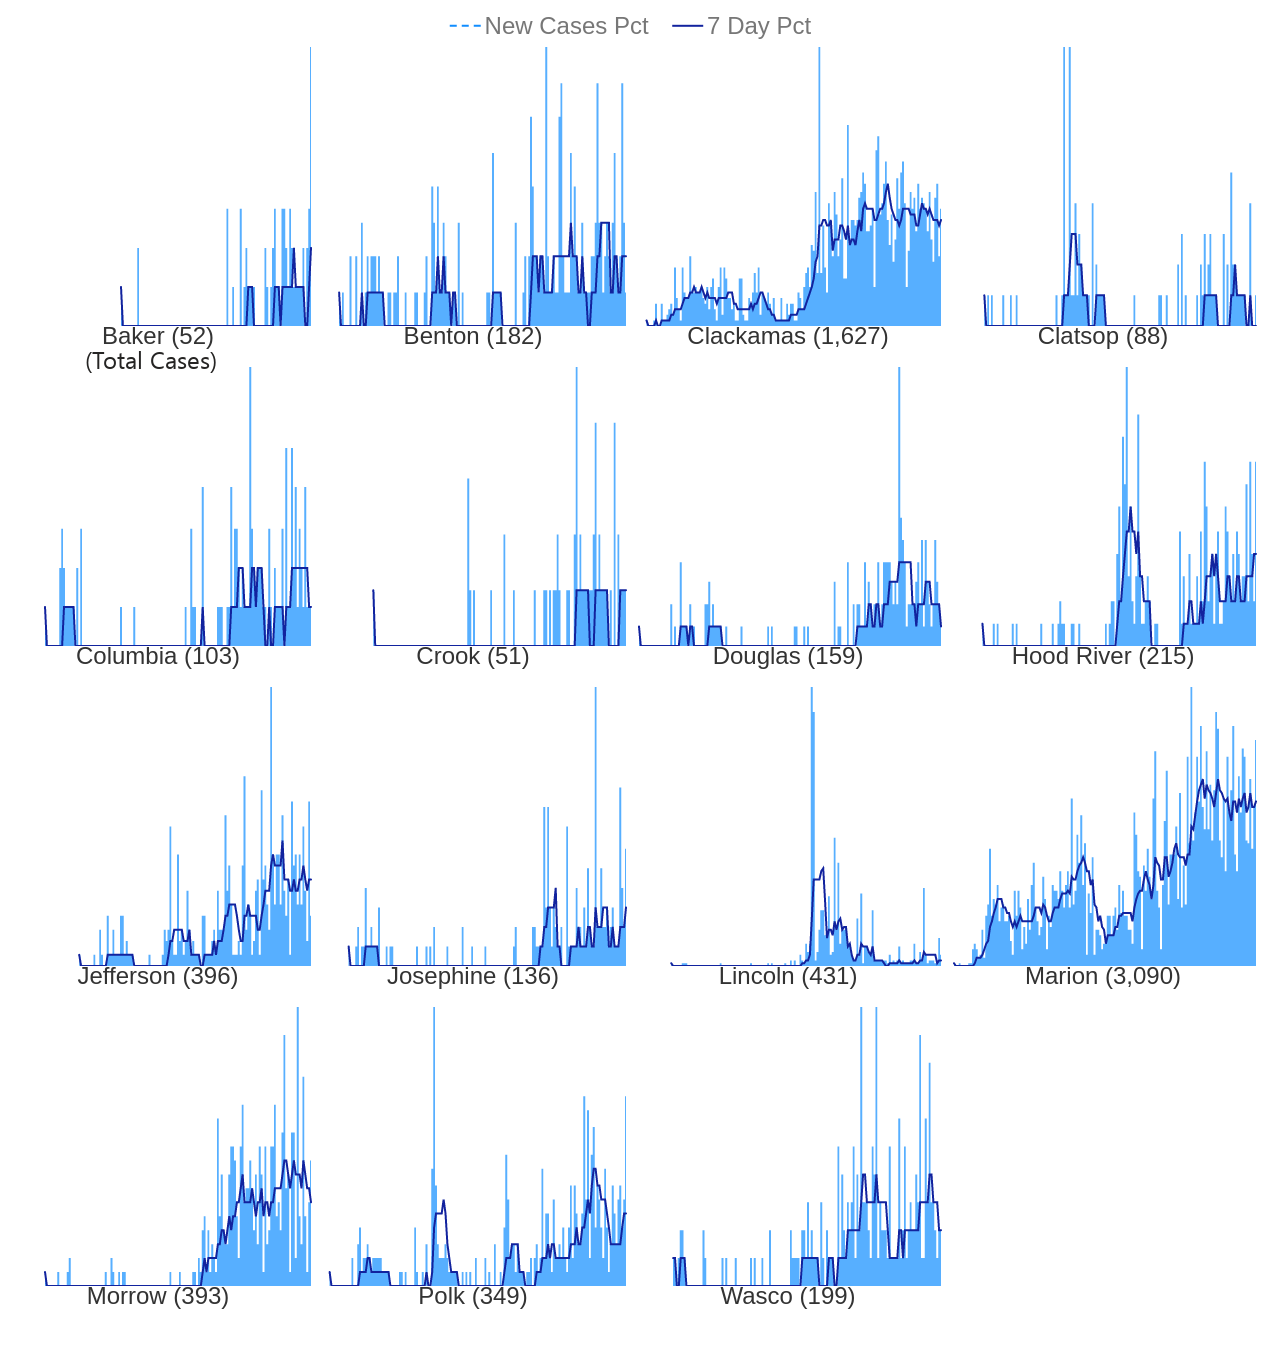 New Cases Pct 7 Day Pct
Baker (52) Benton (182) Clackamas (1,627) Clatsop (88)
(Total Cases)
Columbia (103) Crook (51) Douglas (159) Hood River (215)
Jefferson (396) Josephine (136) Lincoln (431) Marion (3,090)
Morrow (393) Polk (349) Wasco (199)